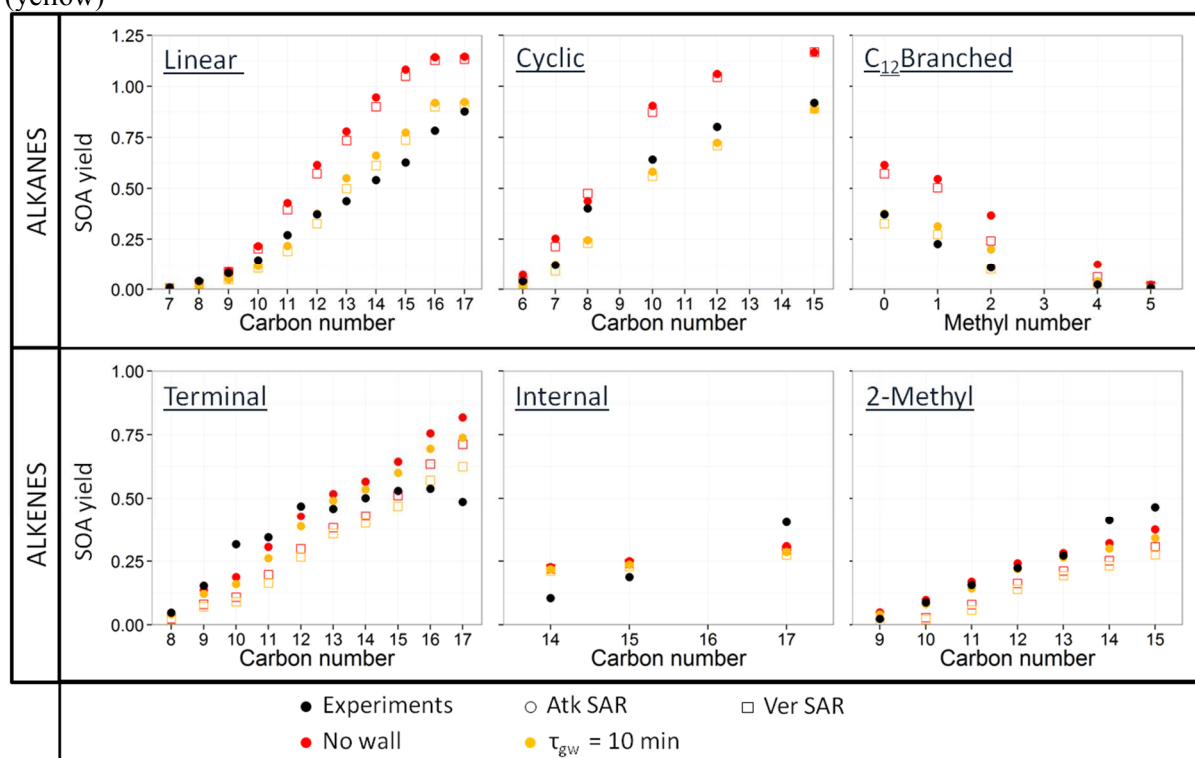 (yellow)
ALKANES
SOA yield
Linear
1.25
1.00
0.75
0.50
0.25
0.00
7 8 9 10 11 12 13 14 15 16 17
Carbon number
Cyclic
6 7 8 9 10 11 12 13 14 15
Carbon number
C₁₂Branched
0 1 2 3 4 5
Methyl number
ALKENES
SOA yield
Terminal
1.00
0.75
0.50
0.25
0.00
8 9 10 11 12 13 14 15 16 17
Carbon number
Internal
14 15 16 17
Carbon number
2-Methyl
9 10 11 12 13 14 15
Carbon number
Experiments Atk SAR Ver SAR
No wall τgw = 10 min